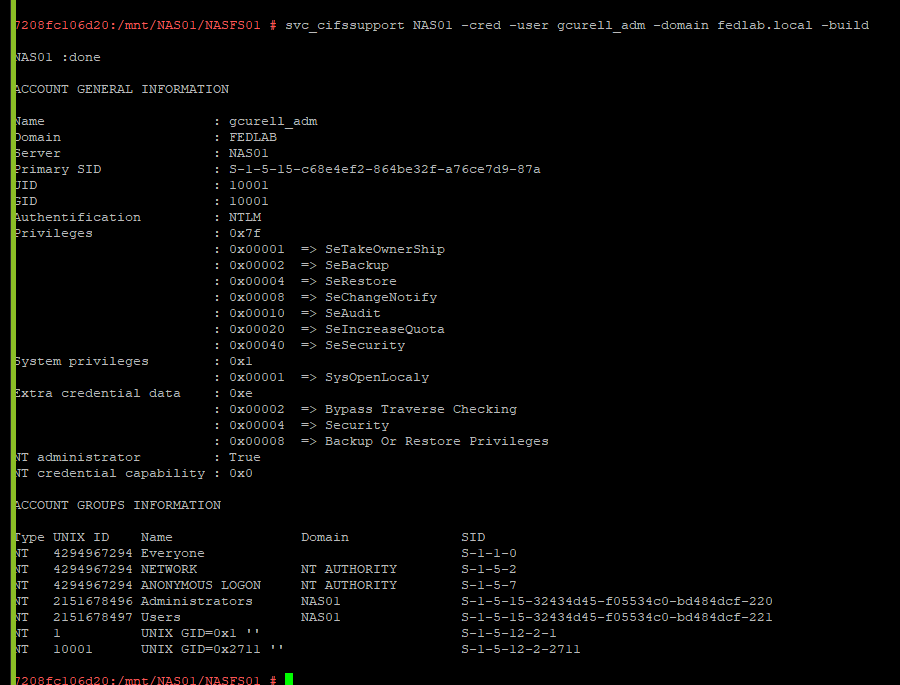 7208fc106d20:/mnt/NAS01/NASFS01 # svc_cifssupport NAS01 -cred -user gcurell_adm -domain fedlab.local -build
NAS01 :done
ACCOUNT GENERAL INFORMATION
Name : gcurell_adm
Domain : FEDLAB
Server : NAS01
Primary SID : S-1-5-15-c68e4ef2-864be32f-a76ce7d9-87a
UID : 10001
GID : 10001
Authentification : NTLM
Privileges : 0x7f
: 0x00001 => SeTakeOwnerShip
: 0x00002 => SeBackup
: 0x00004 => SeRestore
: 0x00008 => SeChangeNotify
: 0x00010 => SeAudit
: 0x00020 => SeIncreaseQuota
: 0x00040 => SeSecurity
System privileges : 0x1
: 0x00001 => SysOpenLocaly
Extra credential data : 0xe
: 0x00002 => Bypass Traverse Checking
: 0x00004 => Security
: 0x00008 => Backup Or Restore Privileges
NT administrator : True
NT credential capability : 0x0
ACCOUNT GROUPS INFORMATION
Type UNIX ID Name Domain SID
NT 4294967294 Everyone S-1-1-0
NT 4294967294 NETWORK NT AUTHORITY S-1-5-2
NT 4294967294 ANONYMOUS LOGON NT AUTHORITY S-1-5-7
NT 2151678496 Administrators NAS01 S-1-5-15-32434d45-f05534c0-bd484dcf-220
NT 2151678497 Users NAS01 S-1-5-15-32434d45-f05534c0-bd484dcf-221
NT 1 UNIX GID=0x1 '' S-1-5-12-2-1
NT 10001 UNIX GID=0x2711 '' S-1-5-12-2-2711
7208fc106d20:/mnt/NAS01/NASFS01 #